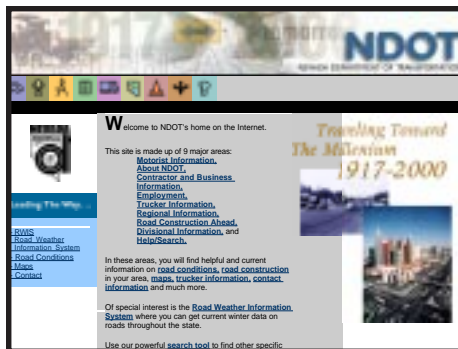 1917 2000
NDOT
NEVADA DEPARTMENT OF TRANSPORTATION
Welcome to NDOT's home on the Internet.
This site is made up of 9 major areas:
Motorist Information,
About NDOT,
Contractor and Business
Information,
Employment,
Trucker Information,
Regional Information,
Road Construction Ahead,
Divisional Information, and
Help/Search.
In these areas, you will find helpful and current
information on road conditions, road construction
in your area, maps, trucker information, contact
information and much more.
Of special interest is the Road Weather Information
System where you can get current winter data on
roads throughout the state.
Use our powerful search tool to find other specific
Leading The Way...
- RWIS
Road Weather
Information System
- Road Conditions
- Maps
- Contact
Traveling Toward
The Millenium
1917-2000